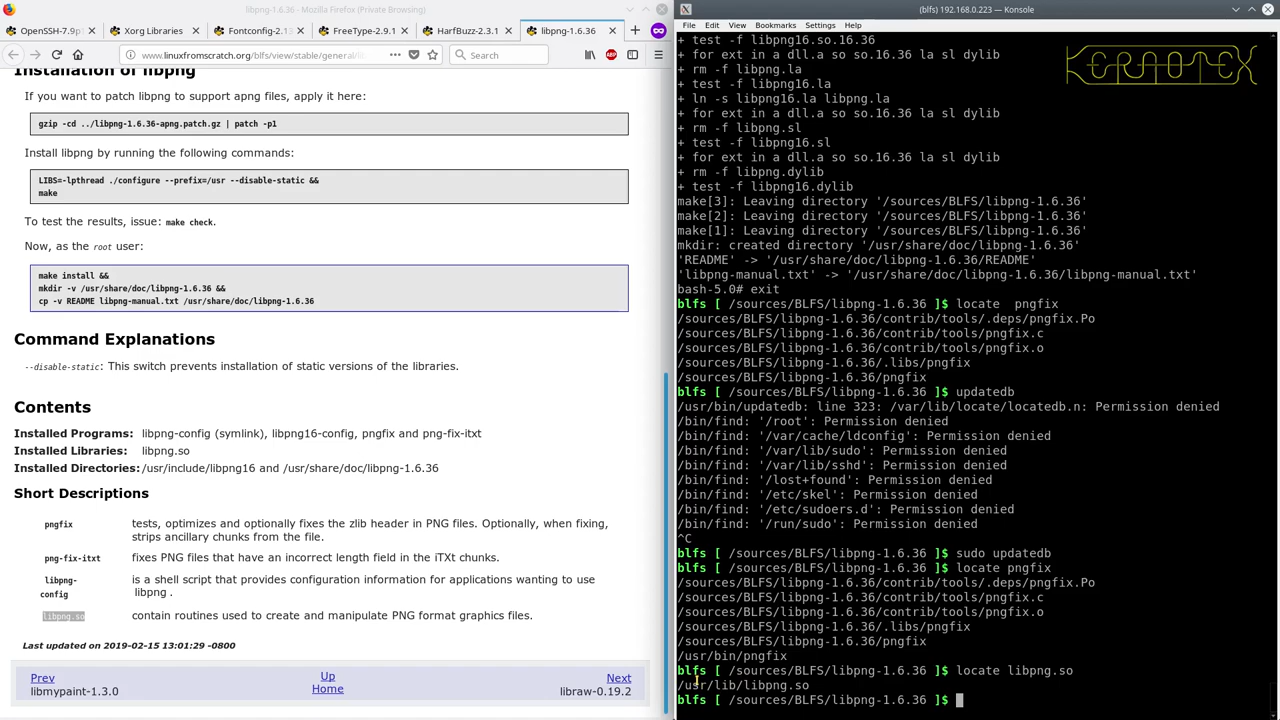 libpng-1.6.36 - Mozilla Firefox (Private Browsing)
OpenSSH-7.9p
Xorg Libraries
Fontconfig-2.13
FreeType-2.9.1
HarfBuzz-2.3.1
libpng-1.6.36
www.linuxfromscratch.org/blfs/view/stable/general/lib
Search
Installation of libpng
If you want to patch libpng to support apng files, apply it here:
gzip -cd ../libpng-1.6.36-apng.patch.gz | patch -p1
Install libpng by running the following commands:
LIBS=-lpthread ./configure --prefix=/usr --disable-static &&
make
To test the results, issue: make check.
Now, as the root user:
make install &&
mkdir -v /usr/share/doc/libpng-1.6.36 &&
cp -v README libpng-manual.txt /usr/share/doc/libpng-1.6.36
Command Explanations
--disable-static: This switch prevents installation of static versions of the libraries.
Contents
Installed Programs: libpng-config (symlink), libpng16-config, pngfix and png-fix-itxt
Installed Libraries: libpng.so
Installed Directories: /usr/include/libpng16 and /usr/share/doc/libpng-1.6.36
Short Descriptions
pngfix tests, optimizes and optionally fixes the zlib header in PNG files. Optionally, when fixing,
strips ancillary chunks from the file.
png-fix-itxt fixes PNG files that have an incorrect length field in the iTXt chunks.
libpng- is a shell script that provides configuration information for applications wanting to use
config libpng .
libpng.so contain routines used to create and manipulate PNG format graphics files.
Last updated on 2019-02-15 13:01:29 -0800
Prev Up Next
libmypaint-1.3.0 Home libraw-0.19.2
(blfs) 192.168.0.223 — Konsole
File Edit View Bookmarks Settings Help
KERNOTEX
+ test -f libpng16.so.16.36
+ for ext in a dll.a so so.16.36 la sl dylib
+ rm -f libpng.la
+ test -f libpng16.la
+ ln -s libpng16.la libpng.la
+ for ext in a dll.a so so.16.36 la sl dylib
+ rm -f libpng.sl
+ test -f libpng16.sl
+ for ext in a dll.a so so.16.36 la sl dylib
+ rm -f libpng.dylib
+ test -f libpng16.dylib
make[3]: Leaving directory '/sources/BLFS/libpng-1.6.36'
make[2]: Leaving directory '/sources/BLFS/libpng-1.6.36'
make[1]: Leaving directory '/sources/BLFS/libpng-1.6.36'
mkdir: created directory '/usr/share/doc/libpng-1.6.36'
'README' -> '/usr/share/doc/libpng-1.6.36/README'
'libpng-manual.txt' -> '/usr/share/doc/libpng-1.6.36/libpng-manual.txt'
bash-5.0# exit
blfs [ /sources/BLFS/libpng-1.6.36 ]$ locate  pngfix
/sources/BLFS/libpng-1.6.36/contrib/tools/.deps/pngfix.Po
/sources/BLFS/libpng-1.6.36/contrib/tools/pngfix.c
/sources/BLFS/libpng-1.6.36/contrib/tools/pngfix.o
/sources/BLFS/libpng-1.6.36/.libs/pngfix
/sources/BLFS/libpng-1.6.36/pngfix
blfs [ /sources/BLFS/libpng-1.6.36 ]$ updatedb
/usr/bin/updatedb: line 323: /var/lib/locate/locatedb.n: Permission denied
/bin/find: '/root': Permission denied
/bin/find: '/var/cache/ldconfig': Permission denied
/bin/find: '/var/lib/sudo': Permission denied
/bin/find: '/var/lib/sshd': Permission denied
/bin/find: '/lost+found': Permission denied
/bin/find: '/etc/skel': Permission denied
/bin/find: '/etc/sudoers.d': Permission denied
/bin/find: '/run/sudo': Permission denied
^C
blfs [ /sources/BLFS/libpng-1.6.36 ]$ sudo updatedb
blfs [ /sources/BLFS/libpng-1.6.36 ]$ locate pngfix
/sources/BLFS/libpng-1.6.36/contrib/tools/.deps/pngfix.Po
/sources/BLFS/libpng-1.6.36/contrib/tools/pngfix.c
/sources/BLFS/libpng-1.6.36/contrib/tools/pngfix.o
/sources/BLFS/libpng-1.6.36/.libs/pngfix
/sources/BLFS/libpng-1.6.36/pngfix
/usr/bin/pngfix
blfs [ /sources/BLFS/libpng-1.6.36 ]$ locate libpng.so
/usr/lib/libpng.so
blfs [ /sources/BLFS/libpng-1.6.36 ]$